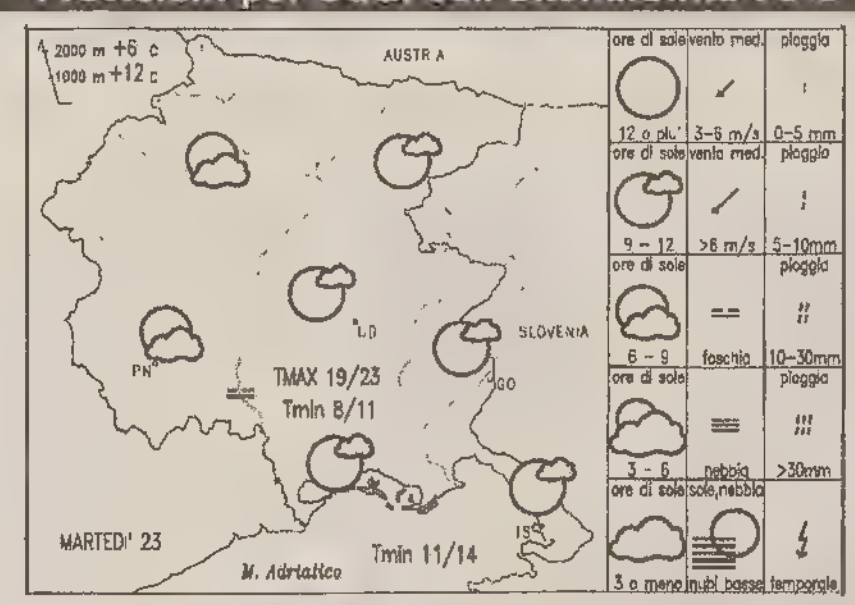 2000 m +6 c
1000 m +12 c
AUSTRIA
PN
UD
SLOVENIA
GO
TMAX 19/23
Tmin 8/11
TS
MARTEDI' 23
M. Adriatico
Tmin 11/14
ore di sole vento med. pioggia
12 o piu' 3-6 m/s 0-5 mm
ore di sole vento med. pioggia
9 - 12 >6 m/s 5-10mm
ore di sole pioggia
6 - 9 foschia 10-30mm
ore di sole pioggia
3 - 6 nebbia >30mm
ore di sole sole,nebbia
3 o meno nubi basse temporale